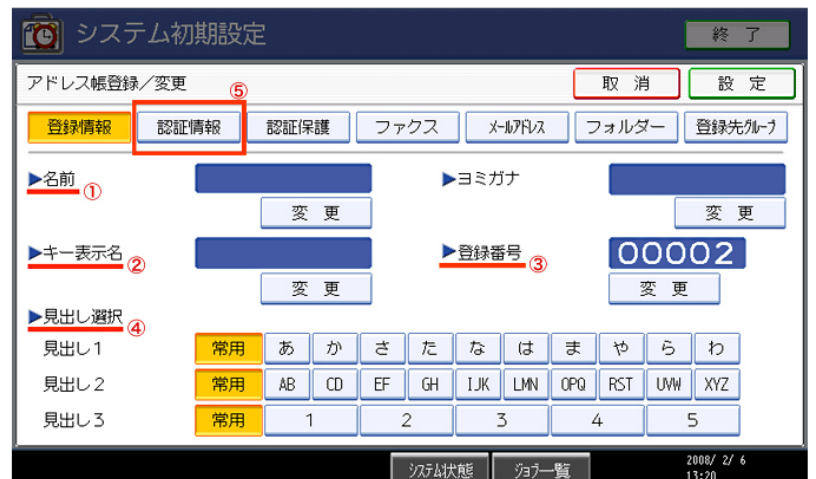 システム初期設定 終 了
アドレス帳登録／変更 ⑤ 取 消 設 定
登録情報 認証情報 認証保護 ファクス メールアドレス フォルダー 登録先グループ
▶名前 ① ▶ヨミガナ
変 更 変 更
▶キー表示名 ② ▶登録番号 ③ 00002
変 更 変 更
▶見出し選択 ④
見出し1 常用 あ か さ た な は ま や ら わ
見出し2 常用 AB CD EF GH IJK LMN OPQ RST UVW XYZ
見出し3 常用 1 2 3 4 5
システム状態 ジョブ一覧 2008/ 2/ 6
13:20